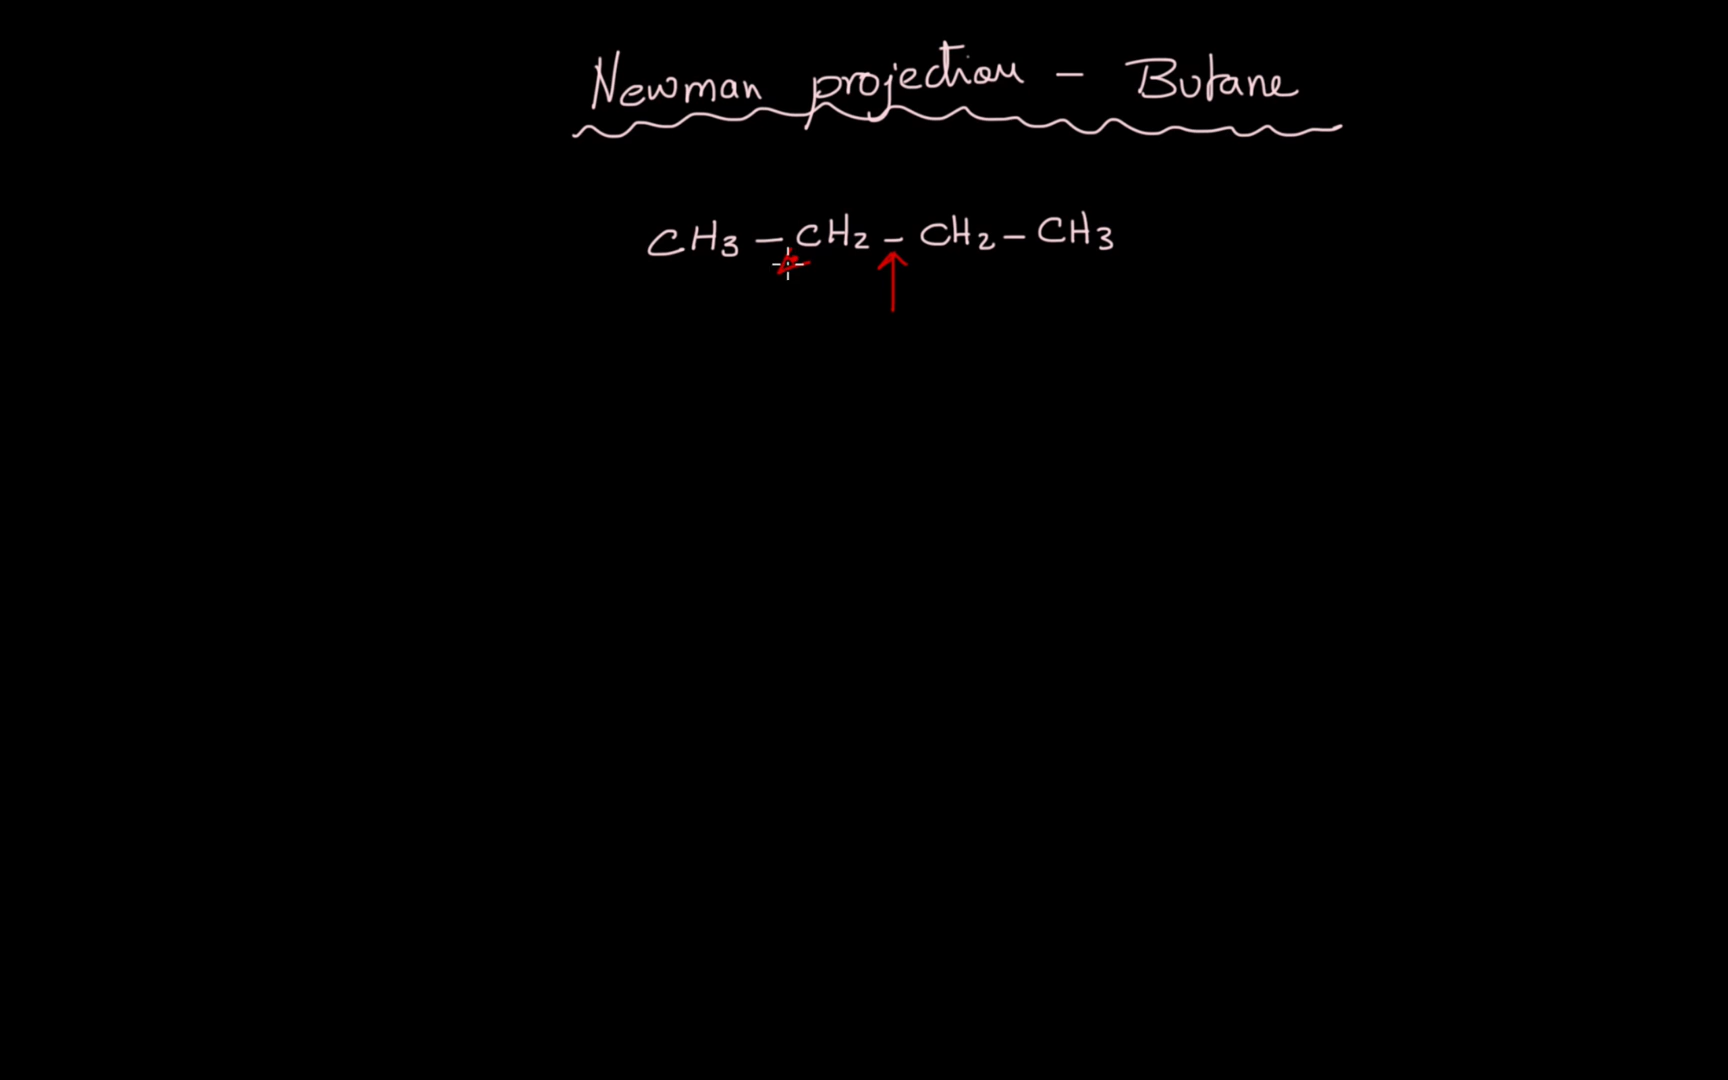 Newman projection - Butane
CH3 - CH2 - CH2 - CH3